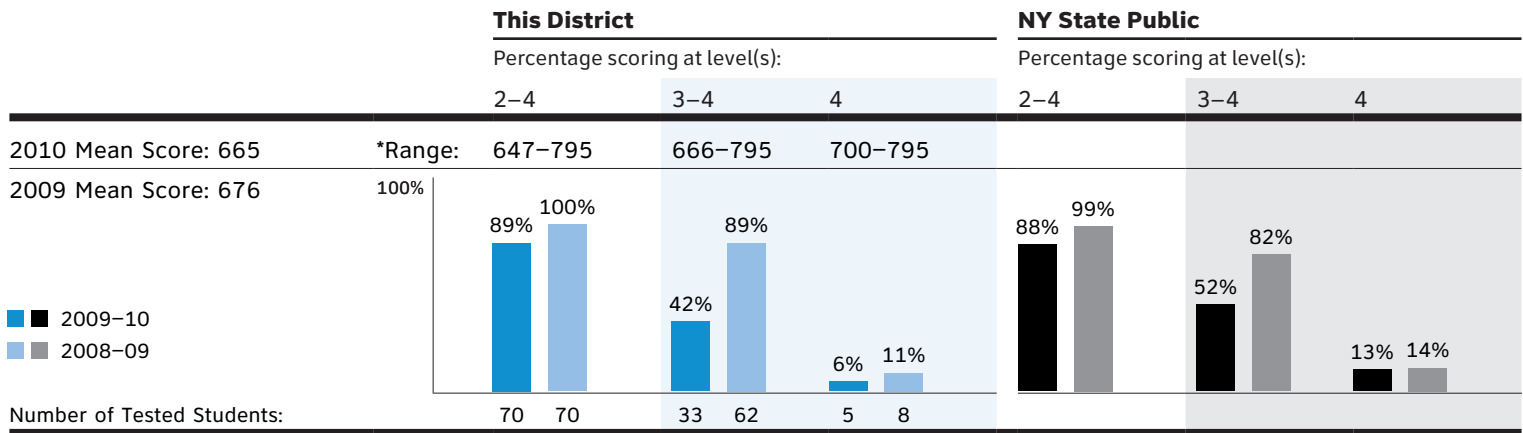 This District NY State Public
Percentage scoring at level(s): Percentage scoring at level(s):
2–4 3–4 4 2–4 3–4 4
2010 Mean Score: 665 *Range: 647–795 666–795 700–795
2009 Mean Score: 676 100%
89% 100% 42% 89% 6% 11% 88% 99% 52% 82% 13% 14%
2009–10
2008–09
Number of Tested Students: 70 70 33 62 5 8